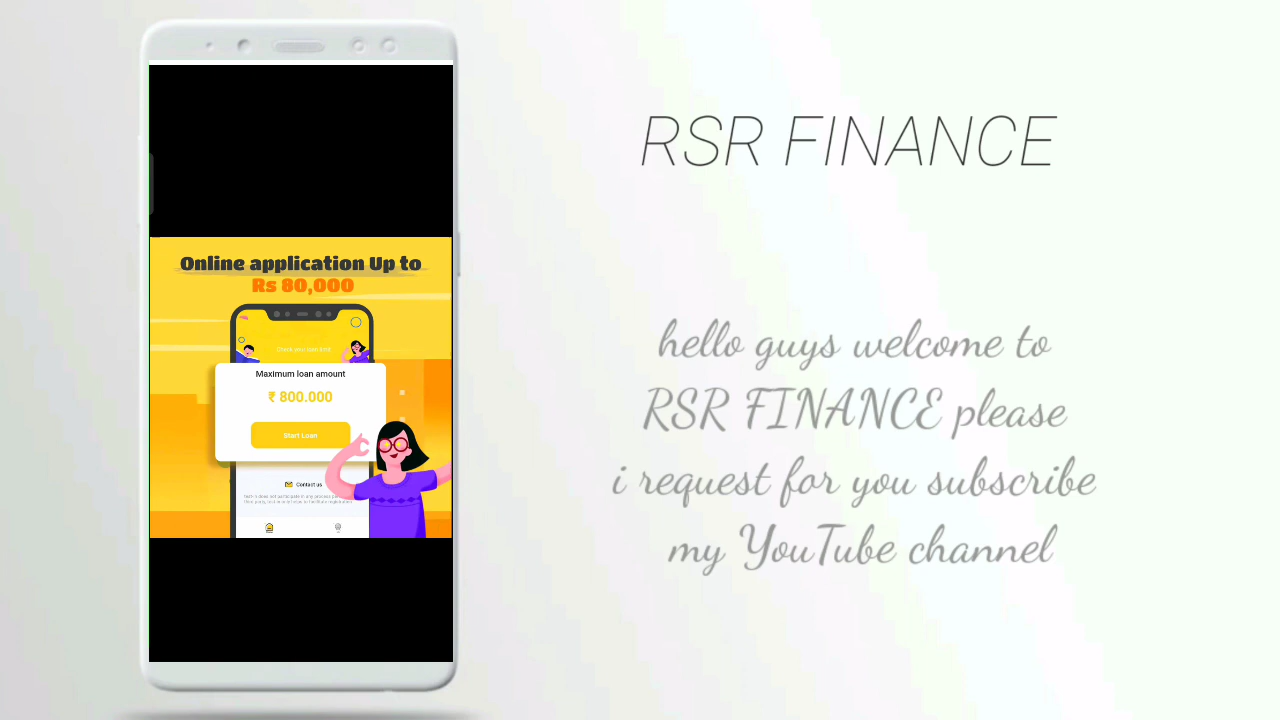 RSR FINANCE
hello guys welcome to
RSR FINANCE please
i request for you subscribe
my YouTube channel
Online application Up to
Rs 80,000
Maximum loan amount
₹ 800.000
Start Loan
Contact us